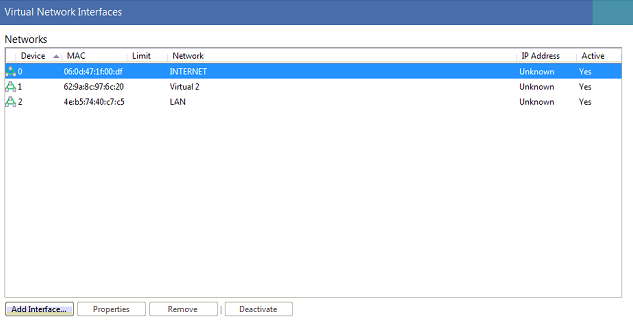 Virtual Network Interfaces
Networks
Device MAC Limit Network IP Address Active
0 06:0d:47:1f:00:df INTERNET Unknown Yes
1 62:9a:8c:97:6c:20 Virtual 2 Unknown Yes
2 4e:b5:74:40:c7:c5 LAN Unknown Yes
Add Interface... Properties Remove | Deactivate